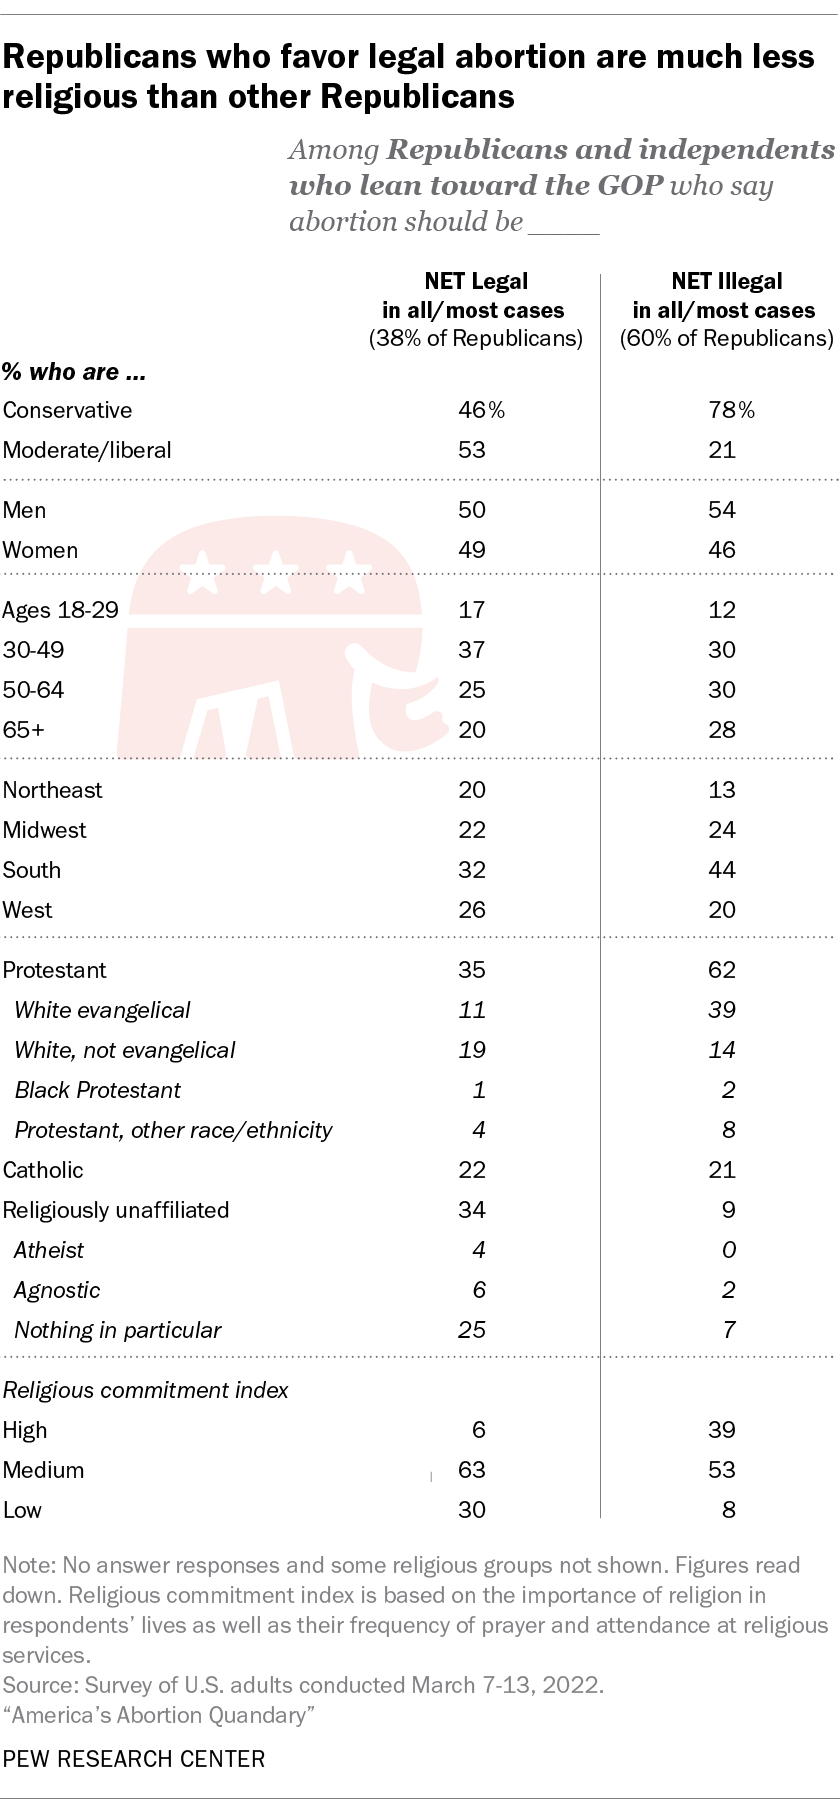 Republicans who favor legal abortion are much less
religious than other Republicans
Among Republicans and independents
who lean toward the GOP who say
abortion should be ____
NET Legal
in all/most cases
(38% of Republicans)
NET Illegal
in all/most cases
(60% of Republicans)
% who are ...
Conservative 46% 78%
Moderate/liberal 53 21
Men 50 54
Women 49 46
Ages 18-29 17 12
30-49 37 30
50-64 25 30
65+ 20 28
Northeast 20 13
Midwest 22 24
South 32 44
West 26 20
Protestant 35 62
White evangelical 11 39
White, not evangelical 19 14
Black Protestant 1 2
Protestant, other race/ethnicity 4 8
Catholic 22 21
Religiously unaffiliated 34 9
Atheist 4 0
Agnostic 6 2
Nothing in particular 25 7
Religious commitment index
High 6 39
Medium 63 53
Low 30 8
Note: No answer responses and some religious groups not shown. Figures read
down. Religious commitment index is based on the importance of religion in
respondents’ lives as well as their frequency of prayer and attendance at religious
services.
Source: Survey of U.S. adults conducted March 7-13, 2022.
“America’s Abortion Quandary”
PEW RESEARCH CENTER